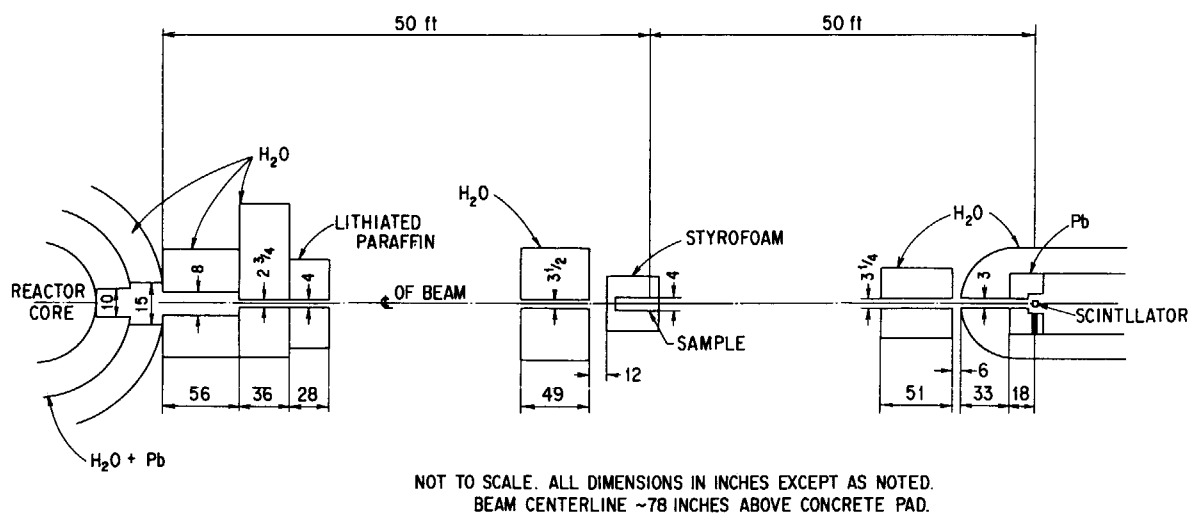 50 ft
50 ft
H₂O
H₂O
LITHIATED
PARAFFIN
STYROFOAM
H₂O
Pb
REACTOR
CORE
10
15
8
2 3/4
4
℄ OF BEAM
3 1/2
4
SAMPLE
3 1/4
3
SCINTLLATOR
12
6
56
36
28
49
51
33
18
H₂O + Pb
NOT TO SCALE. ALL DIMENSIONS IN INCHES EXCEPT AS NOTED.
BEAM CENTERLINE ~78 INCHES ABOVE CONCRETE PAD.